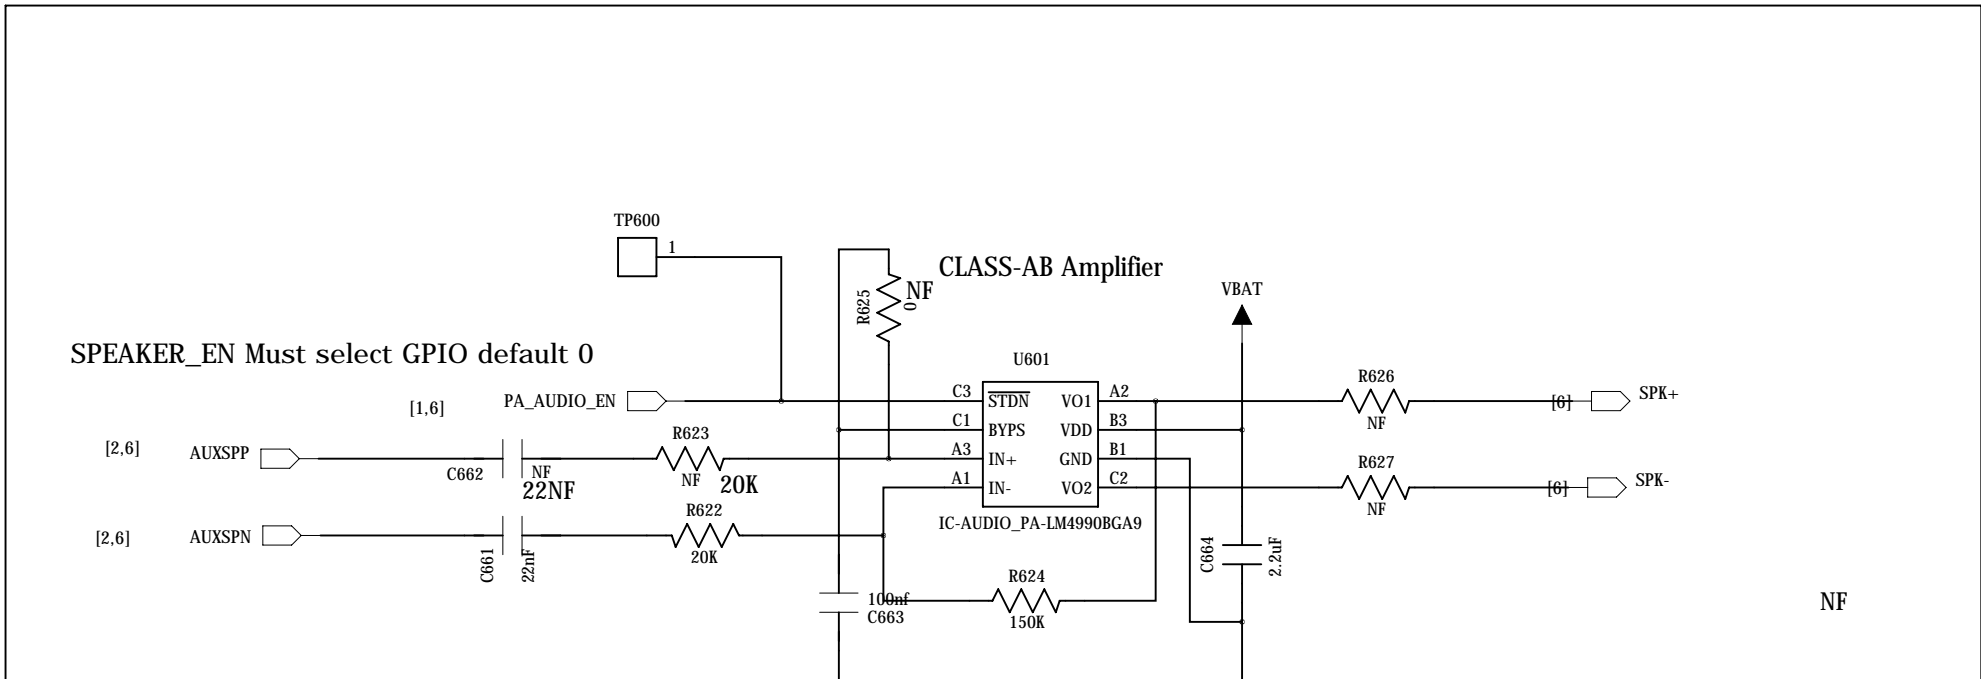 TP600
1
CLASS-AB Amplifier
R625
NF
0
VBAT
SPEAKER_EN Must select GPIO default 0
U601
[1,6]
PA_AUDIO_EN
C3
STDN
VO1
A2
R626
NF
[6]
SPK+
C1
BYPS
VDD
B3
[2,6]
AUXSPP
C662
NF
22NF
R623
NF
20K
A3
IN+
GND
B1
R627
NF
[6]
SPK-
A1
IN-
VO2
C2
IC-AUDIO_PA-LM4990BGA9
[2,6]
AUXSPN
C661
22nF
R622
20K
C664
2.2uF
R624
150K
100nf
C663
NF